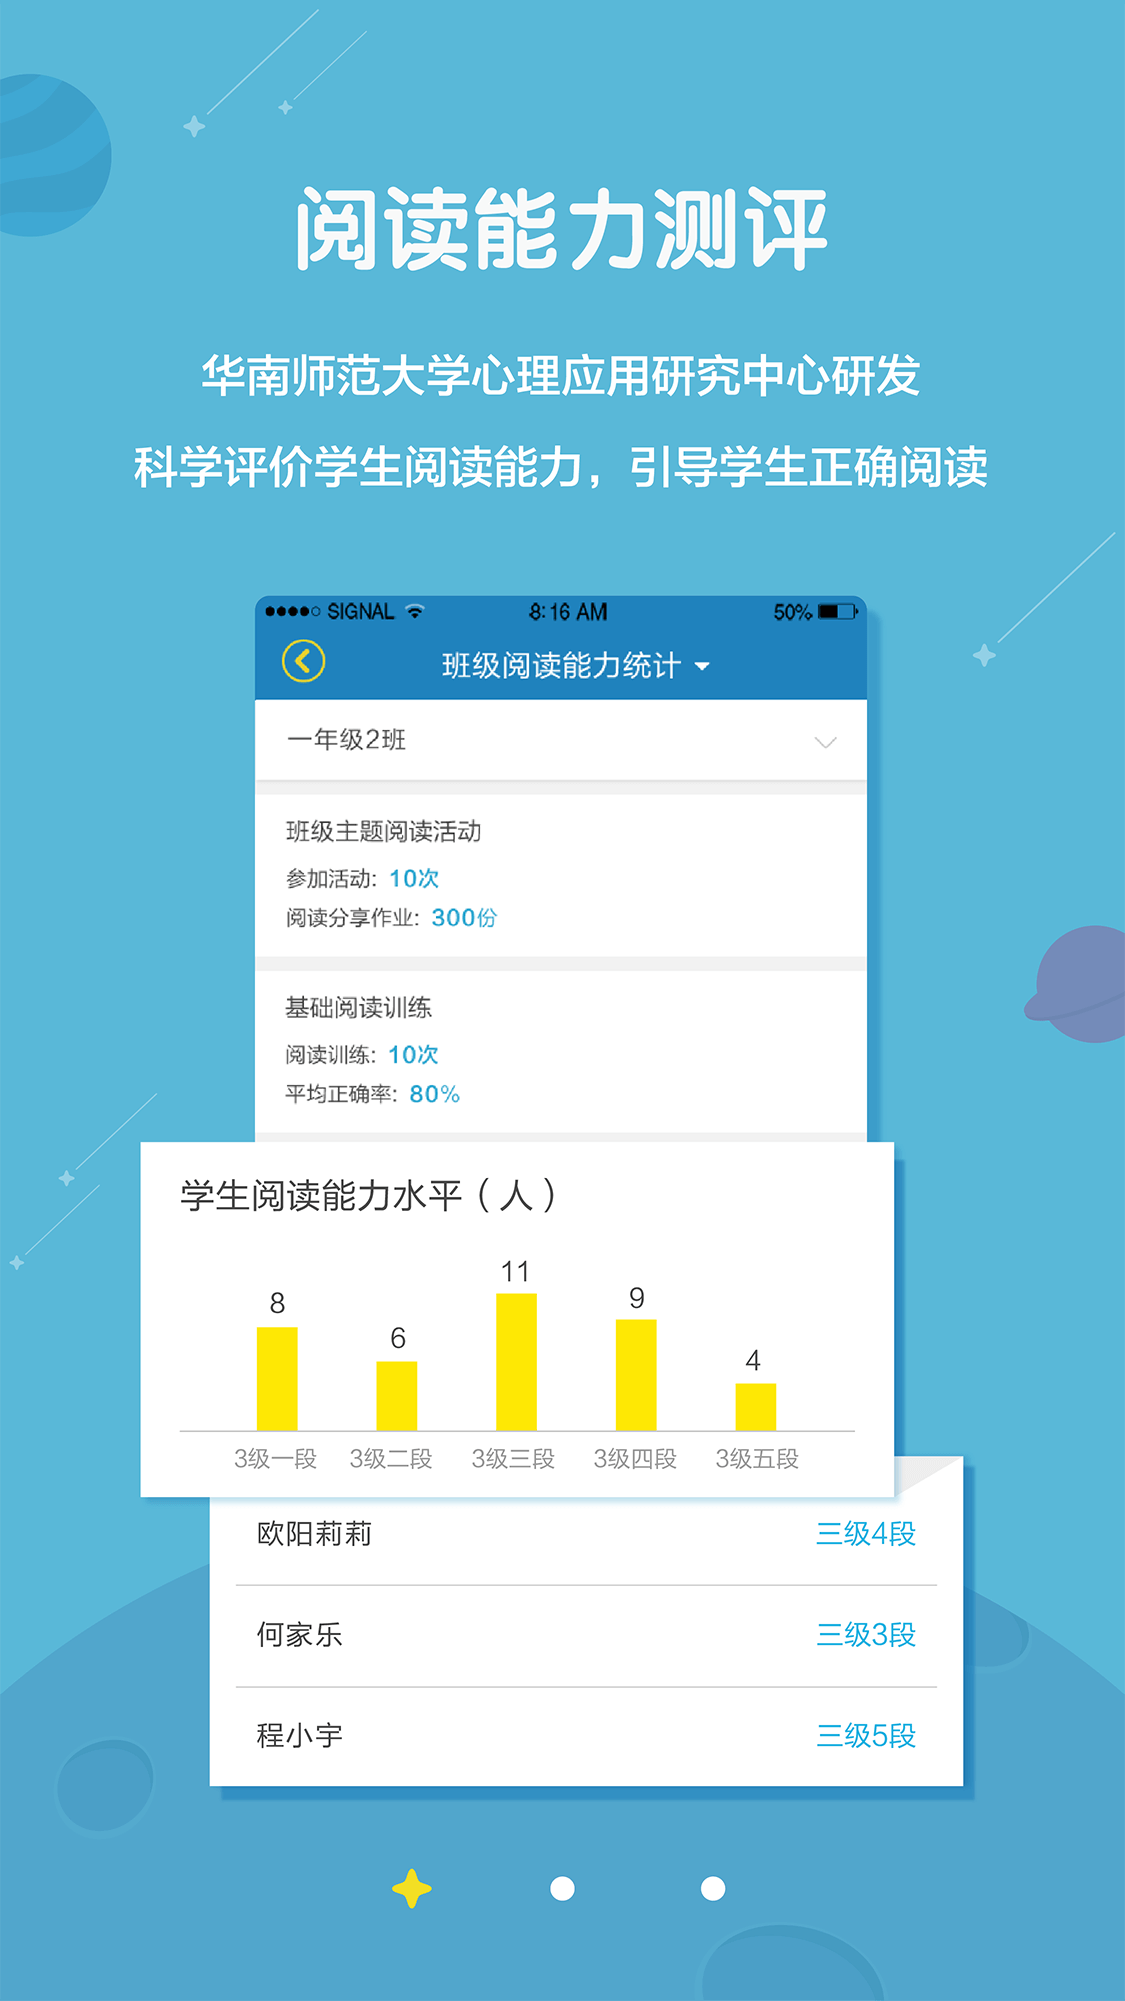 阅读能力测评
华南师范大学心理应用研究中心研发
科学评价学生阅读能力，引导学生正确阅读
SIGNAL 8:16 AM 50%
班级阅读能力统计
一年级2班
班级主题阅读活动
参加活动: 10次
阅读分享作业: 300份
基础阅读训练
阅读训练: 10次
平均正确率: 80%
学生阅读能力水平（人）
8 6 11 9 4
3级一段 3级二段 3级三段 3级四段 3级五段
欧阳莉莉 三级4段
何家乐 三级3段
程小宇 三级5段